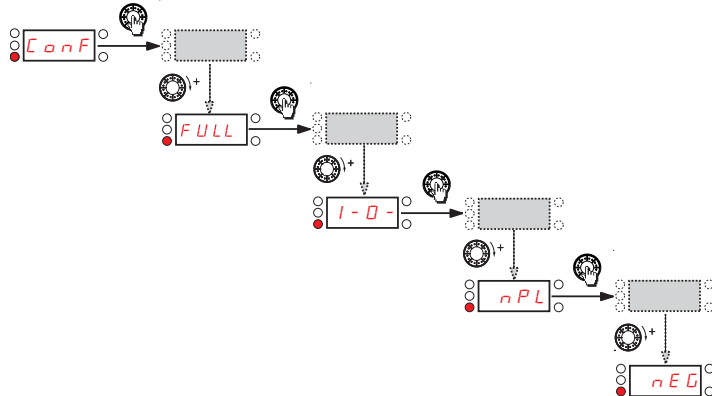 ConF
+
FULL
+
I-O-
+
nPL
+
nEG